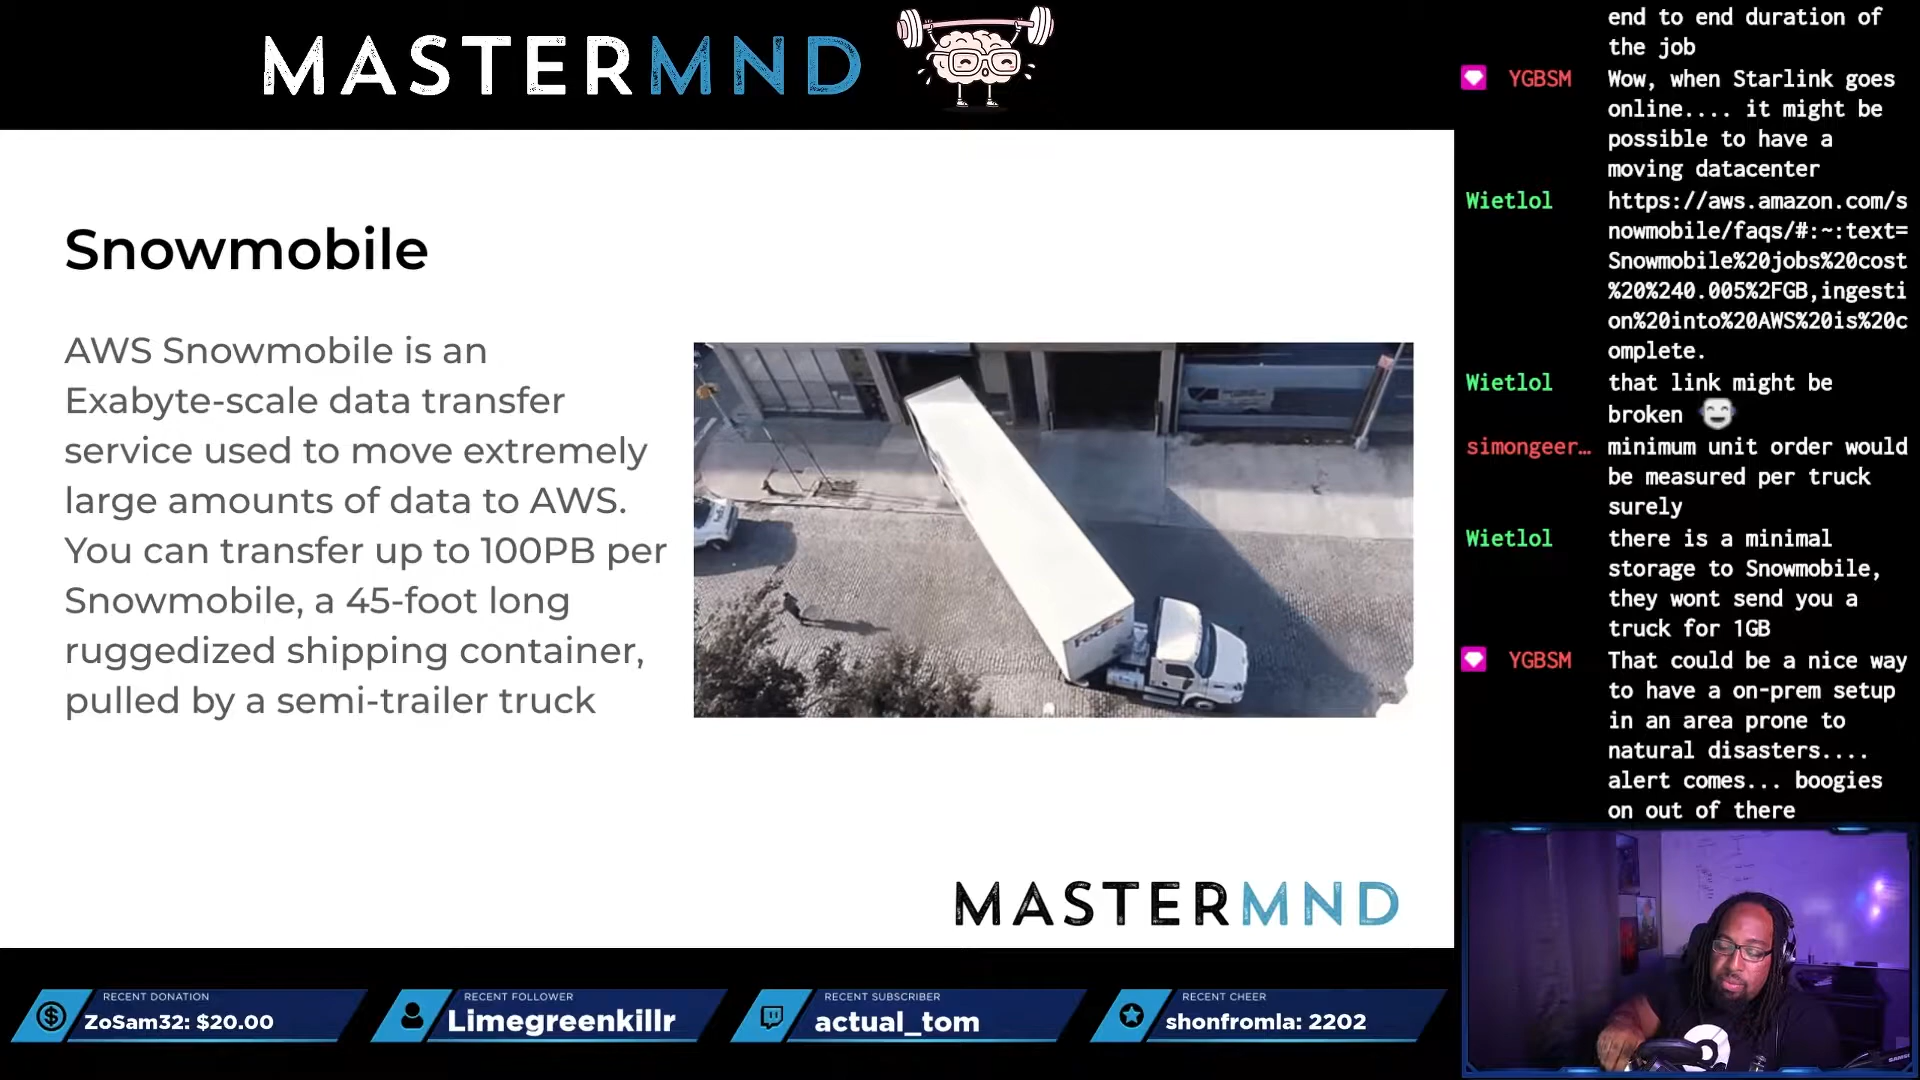 MASTERMND
Snowmobile
AWS Snowmobile is an
Exabyte-scale data transfer
service used to move extremely
large amounts of data to AWS.
You can transfer up to 100PB per
Snowmobile, a 45-foot long
ruggedized shipping container,
pulled by a semi-trailer truck
MASTERMND
end to end duration of
the job
YGBSM Wow, when Starlink goes
online.... it might be
possible to have a
moving datacenter
Wietlol https://aws.amazon.com/s
nowmobile/faqs/#:~:text=
Snowmobile%20jobs%20cost
%20%240.005%2FGB,ingesti
on%20into%20AWS%20is%20c
omplete.
Wietlol that link might be
broken
simongeer… minimum unit order would
be measured per truck
surely
Wietlol there is a minimal
storage to Snowmobile,
they wont send you a
truck for 1GB
YGBSM That could be a nice way
to have a on-prem setup
in an area prone to
natural disasters....
alert comes... boogies
on out of there
RECENT DONATION
ZoSam32: $20.00
RECENT FOLLOWER
Limegreenkillr
RECENT SUBSCRIBER
actual_tom
RECENT CHEER
shonfromla: 2202